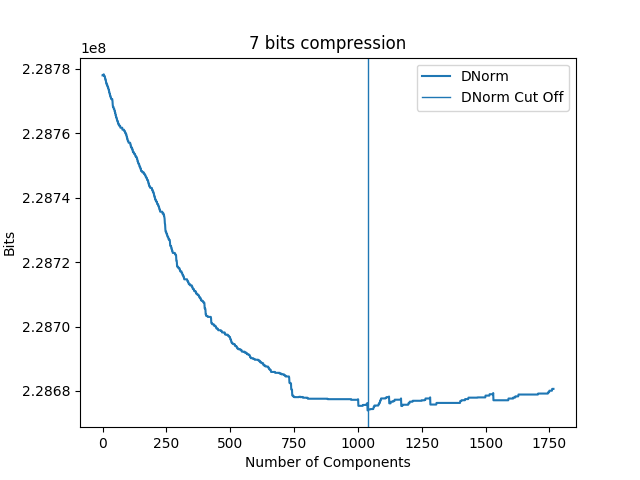 7 bits compression
1e8
2.2878
2.2876
2.2874
2.2872
2.2870
2.2868
Bits
DNorm
DNorm Cut Off
0 250 500 750 1000 1250 1500 1750
Number of Components